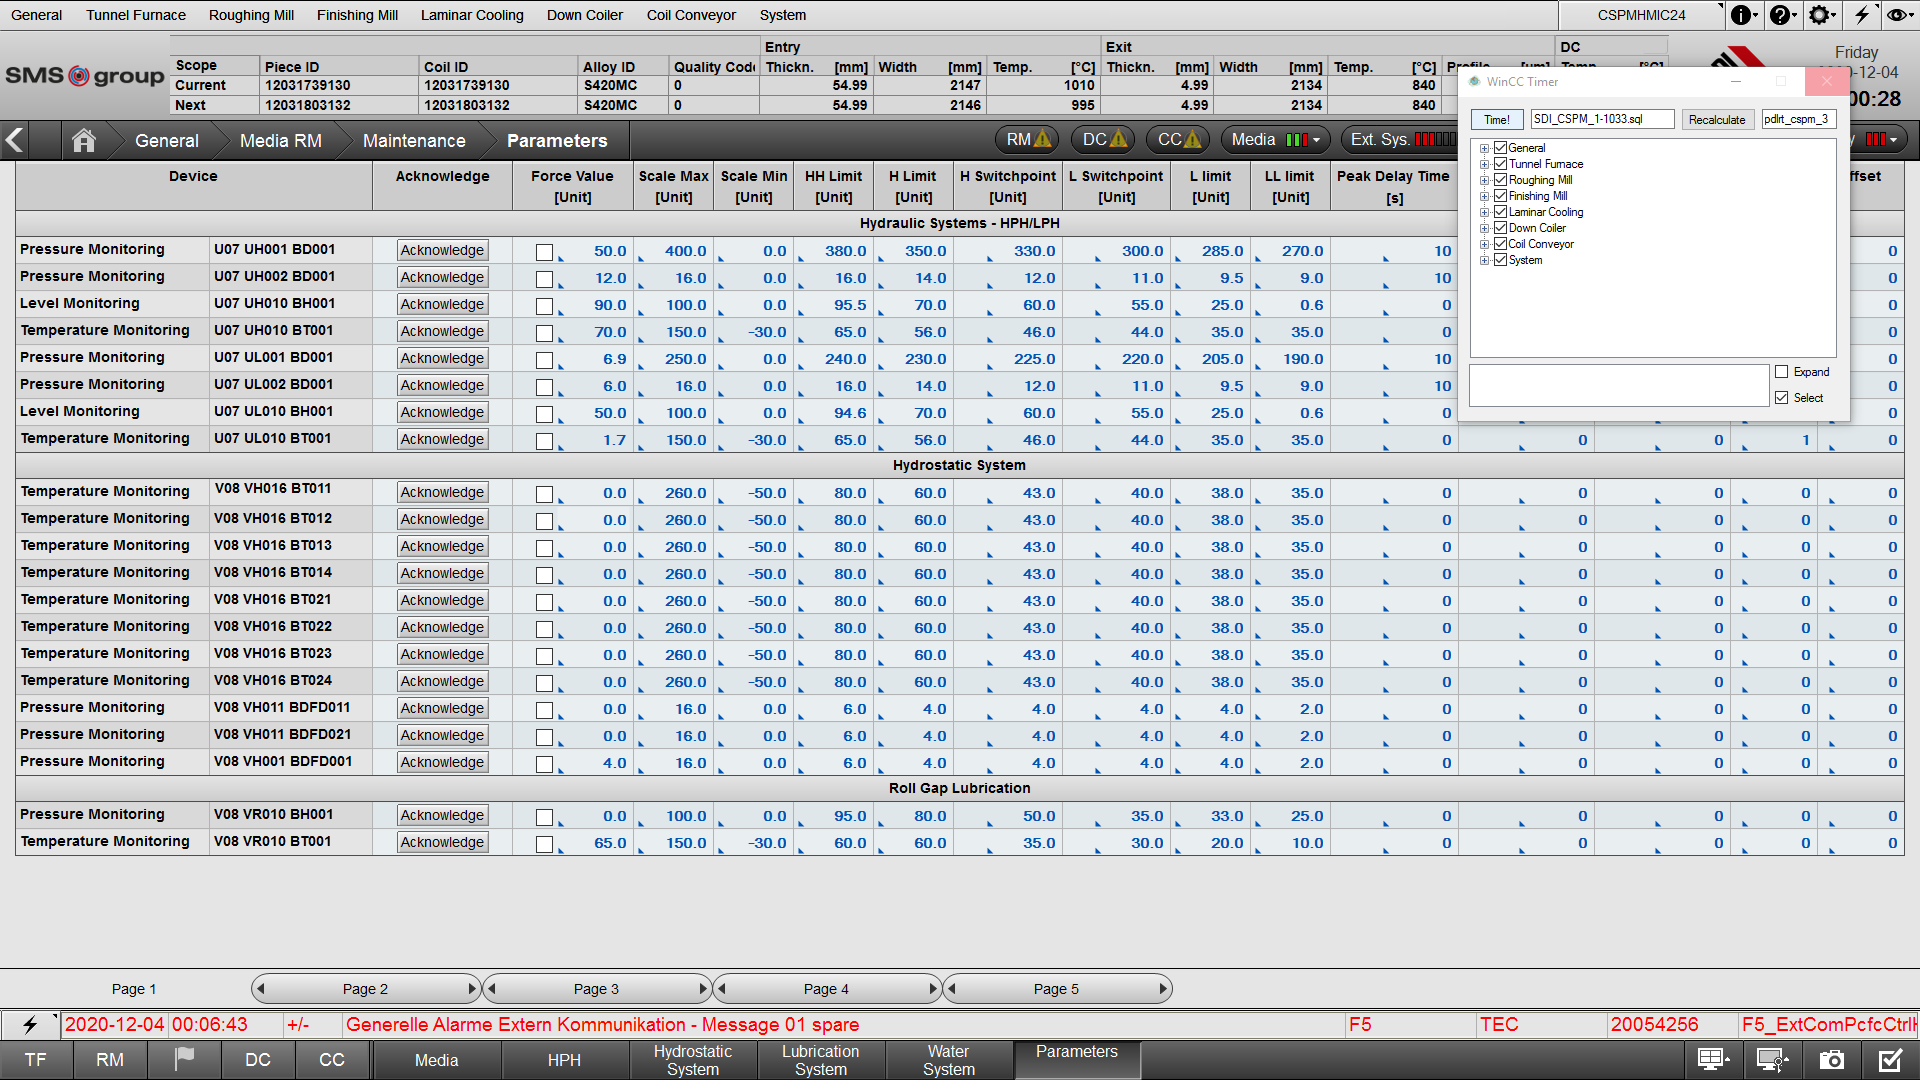 General Tunnel Furnace Roughing Mill Finishing Mill Laminar Cooling Down Coiler Coil Conveyor System CSPMHMIC24
Entry Exit DC
Scope Piece ID Coil ID Alloy ID Quality Code Thickn. [mm] Width [mm] Temp. [°C] Thickn. [mm] Width [mm] Temp. [°C]
Current 12031739130 12031739130 S420MC 0 54.99 2147 1010 4.99 2134 840
Next 12031803132 12031803132 S420MC 0 54.99 2146 995 4.99 2134 840
SMS group
Friday
00:28
General Media RM Maintenance Parameters RM DC CC Media Ext. Sys.
WinCC Timer
Time! SDI_CSPM_1-1033.sql Recalculate pdlrt_cspm_3
General
Tunnel Furnace
Roughing Mill
Finishing Mill
Laminar Cooling
Down Coiler
Coil Conveyor
System
Expand
Select
Device Acknowledge Force Value Scale Max Scale Min HH Limit H Limit H Switchpoint L Switchpoint L limit LL limit Peak Delay Time
[Unit] [Unit] [Unit] [Unit] [Unit] [Unit] [Unit] [Unit] [Unit] [s]
Hydraulic Systems - HPH/LPH
Pressure Monitoring U07 UH001 BD001 Acknowledge 50.0 400.0 0.0 380.0 350.0 330.0 300.0 285.0 270.0 10 0
Pressure Monitoring U07 UH002 BD001 Acknowledge 12.0 16.0 0.0 16.0 14.0 12.0 11.0 9.5 9.0 10 0
Level Monitoring U07 UH010 BH001 Acknowledge 90.0 100.0 0.0 95.5 70.0 60.0 55.0 25.0 0.6 0 0
Temperature Monitoring U07 UH010 BT001 Acknowledge 70.0 150.0 -30.0 65.0 56.0 46.0 44.0 35.0 35.0 0 0
Pressure Monitoring U07 UL001 BD001 Acknowledge 6.9 250.0 0.0 240.0 230.0 225.0 220.0 205.0 190.0 10 0
Pressure Monitoring U07 UL002 BD001 Acknowledge 6.0 16.0 0.0 16.0 14.0 12.0 11.0 9.5 9.0 10 0
Level Monitoring U07 UL010 BH001 Acknowledge 50.0 100.0 0.0 94.6 70.0 60.0 55.0 25.0 0.6 0 0
Temperature Monitoring U07 UL010 BT001 Acknowledge 1.7 150.0 -30.0 65.0 56.0 46.0 44.0 35.0 35.0 0 0 0 1 0
Hydrostatic System
Temperature Monitoring V08 VH016 BT011 Acknowledge 0.0 260.0 -50.0 80.0 60.0 43.0 40.0 38.0 35.0 0 0 0 0 0
Temperature Monitoring V08 VH016 BT012 Acknowledge 0.0 260.0 -50.0 80.0 60.0 43.0 40.0 38.0 35.0 0 0 0 0 0
Temperature Monitoring V08 VH016 BT013 Acknowledge 0.0 260.0 -50.0 80.0 60.0 43.0 40.0 38.0 35.0 0 0 0 0 0
Temperature Monitoring V08 VH016 BT014 Acknowledge 0.0 260.0 -50.0 80.0 60.0 43.0 40.0 38.0 35.0 0 0 0 0 0
Temperature Monitoring V08 VH016 BT021 Acknowledge 0.0 260.0 -50.0 80.0 60.0 43.0 40.0 38.0 35.0 0 0 0 0 0
Temperature Monitoring V08 VH016 BT022 Acknowledge 0.0 260.0 -50.0 80.0 60.0 43.0 40.0 38.0 35.0 0 0 0 0 0
Temperature Monitoring V08 VH016 BT023 Acknowledge 0.0 260.0 -50.0 80.0 60.0 43.0 40.0 38.0 35.0 0 0 0 0 0
Temperature Monitoring V08 VH016 BT024 Acknowledge 0.0 260.0 -50.0 80.0 60.0 43.0 40.0 38.0 35.0 0 0 0 0 0
Pressure Monitoring V08 VH011 BDFD011 Acknowledge 0.0 16.0 0.0 6.0 4.0 4.0 4.0 4.0 2.0 0 0 0 0 0
Pressure Monitoring V08 VH011 BDFD021 Acknowledge 0.0 16.0 0.0 6.0 4.0 4.0 4.0 4.0 2.0 0 0 0 0 0
Pressure Monitoring V08 VH001 BDFD001 Acknowledge 4.0 16.0 0.0 6.0 4.0 4.0 4.0 4.0 2.0 0 0 0 0 0
Roll Gap Lubrication
Pressure Monitoring V08 VR010 BH001 Acknowledge 0.0 100.0 0.0 95.0 80.0 50.0 35.0 33.0 25.0 0 0 0 0 0
Temperature Monitoring V08 VR010 BT001 Acknowledge 65.0 150.0 -30.0 60.0 60.0 35.0 30.0 20.0 10.0 0 0 0 0 0
Page 1 Page 2 Page 3 Page 4 Page 5
2020-12-04 00:06:43 +/- Generelle Alarme Extern Kommunikation - Message 01 spare F5 TEC 20054256 F5_ExtComPcfcCtrl
TF RM DC CC Media HPH Hydrostatic System Lubrication System Water System Parameters